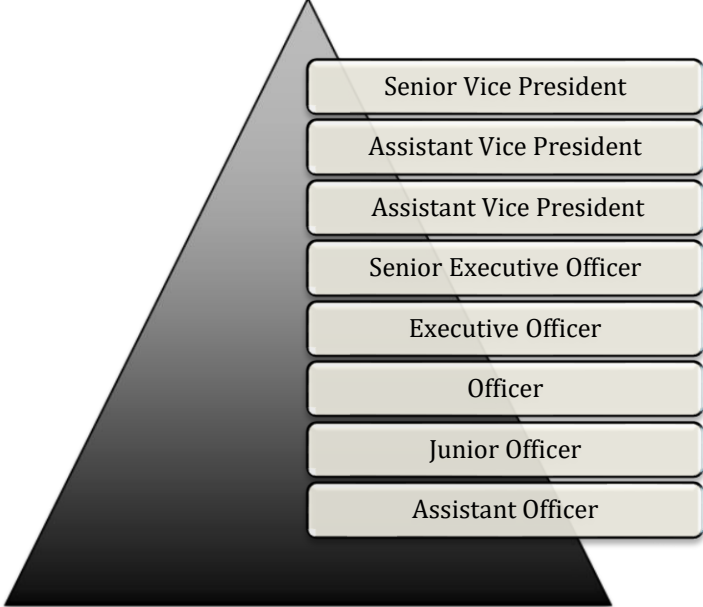 Senior Vice President
Assistant Vice President
Assistant Vice President
Senior Executive Officer
Executive Officer
Officer
Junior Officer
Assistant Officer